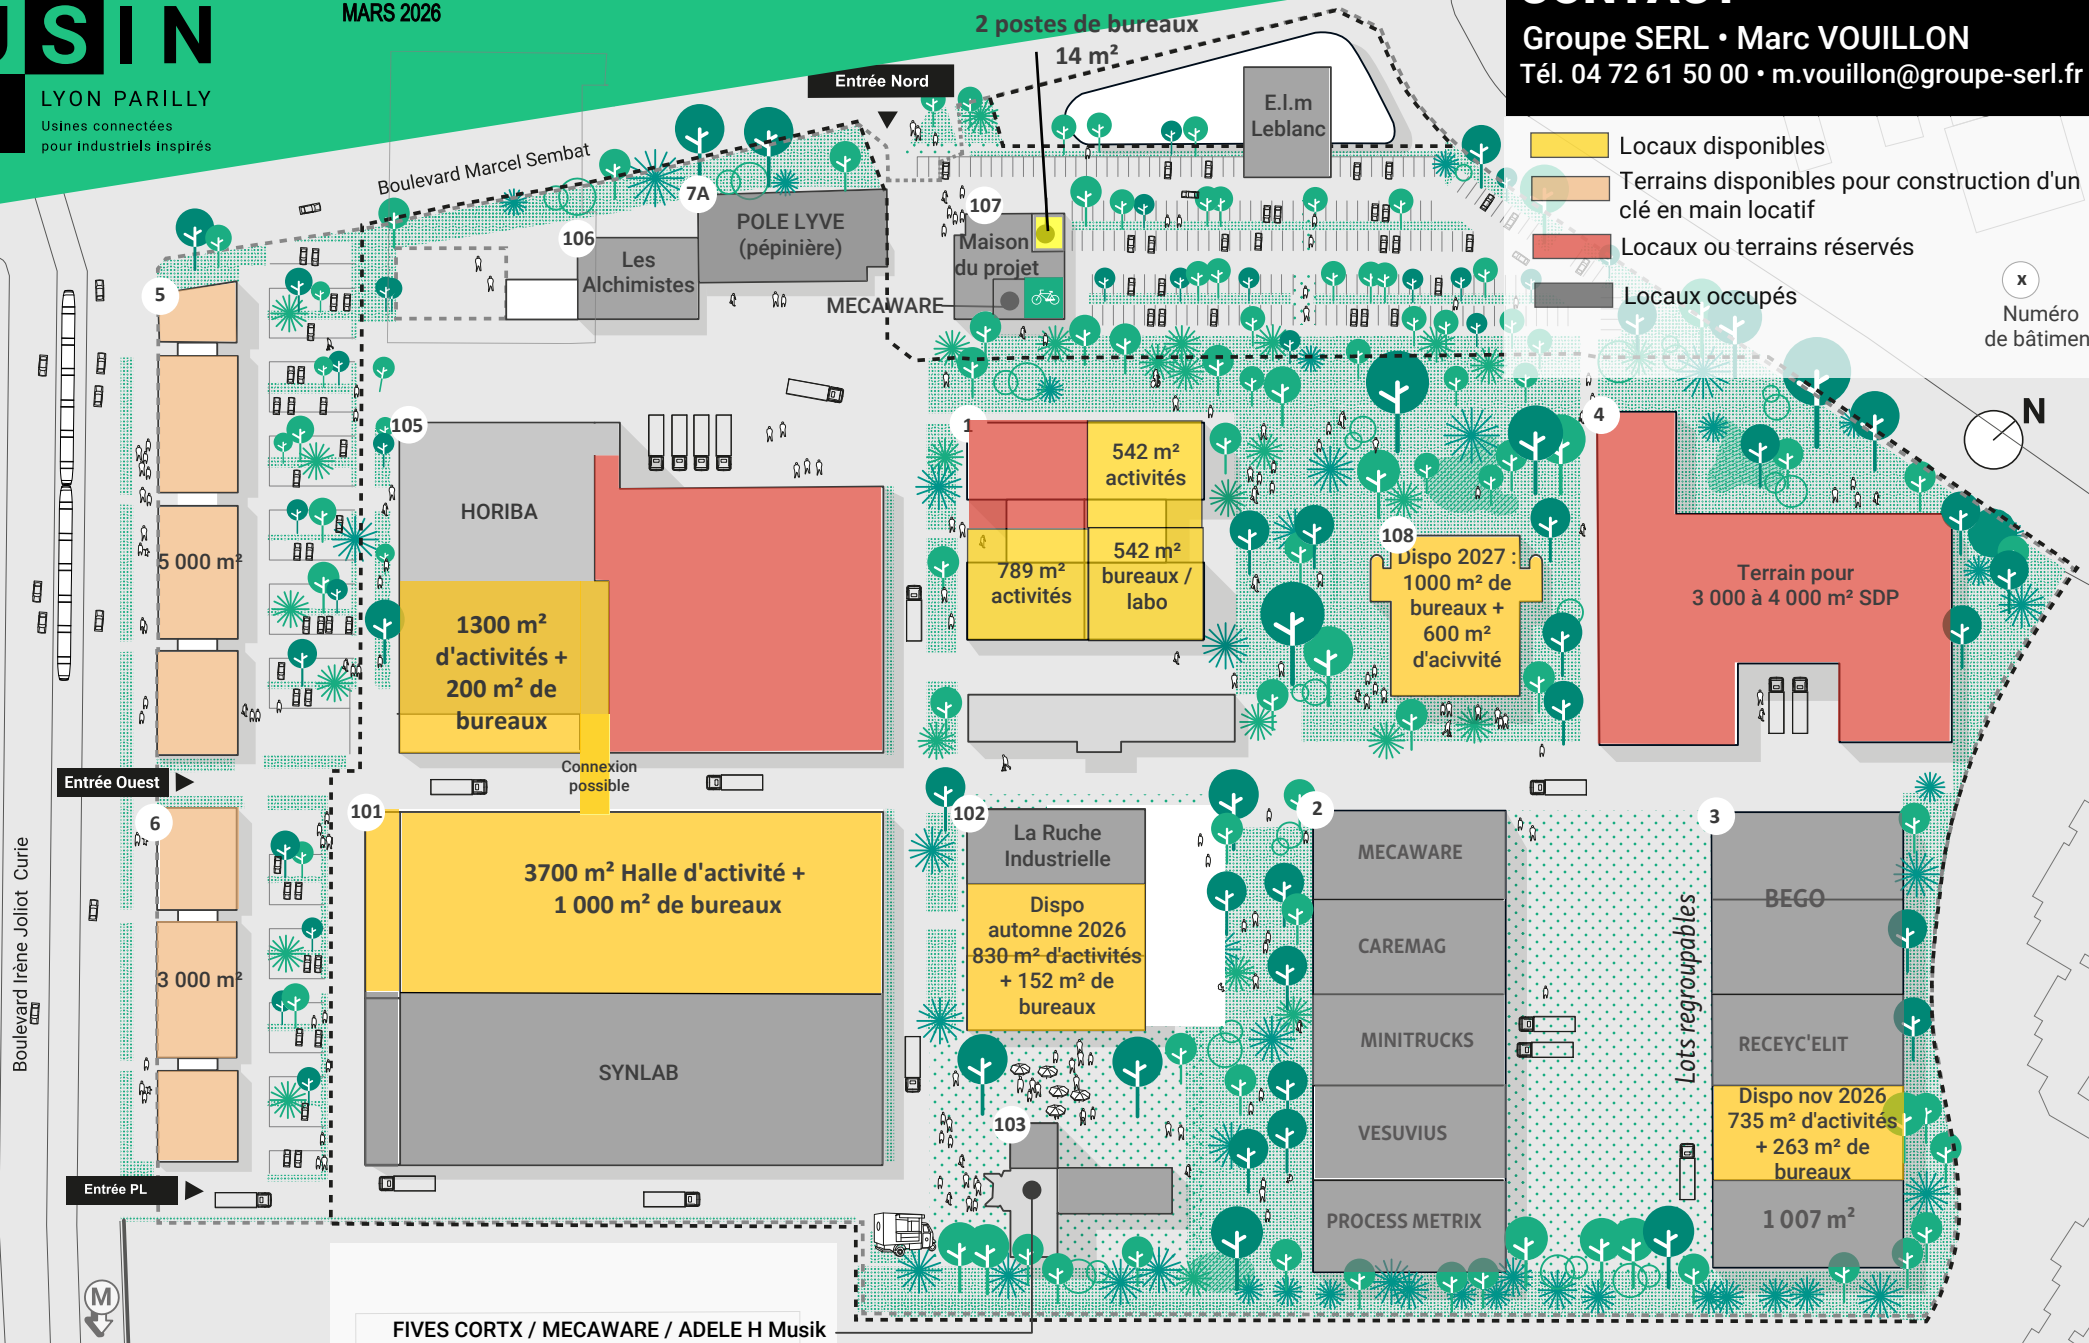 USIN
LYON PARILLY
Usines connectées
pour industriels inspirés
MARS 2026
2 postes de bureaux
14 m²
Entrée Nord
Groupe SERL • Marc VOUILLON
Tél. 04 72 61 50 00 • m.vouillon@groupe-serl.fr
Locaux disponibles
Terrains disponibles pour construction d'un
clé en main locatif
Locaux ou terrains réservés
Locaux occupés
x
Numéro
de bâtimen
N
E.l.m
Leblanc
Boulevard Marcel Sembat
7A
POLE LYVE
(pépinière)
106
Les
Alchimistes
107
Maison
du projet
MECAWARE
5
5 000 m²
105
HORIBA
1300 m²
d'activités +
200 m² de
bureaux
Connexion
possible
1
542 m²
activités
789 m²
activités
542 m²
bureaux /
labo
108
Dispo 2027 :
1000 m² de
bureaux +
600 m²
d'acivvité
4
Terrain pour
3 000 à 4 000 m² SDP
Entrée Ouest
6
3 000 m²
Boulevard Irène Joliot Curie
101
3700 m² Halle d'activité +
1 000 m² de bureaux
SYNLAB
102
La Ruche
Industrielle
Dispo
automne 2026
830 m² d'activités
+ 152 m² de
bureaux
2
MECAWARE
CAREMAG
MINITRUCKS
VESUVIUS
PROCESS METRIX
Lots regroupables
3
BEGO
RECEYC'ELIT
Dispo nov 2026
735 m² d'activités
+ 263 m² de
bureaux
1 007 m²
103
Entrée PL
M
FIVES CORTX / MECAWARE / ADELE H Musik